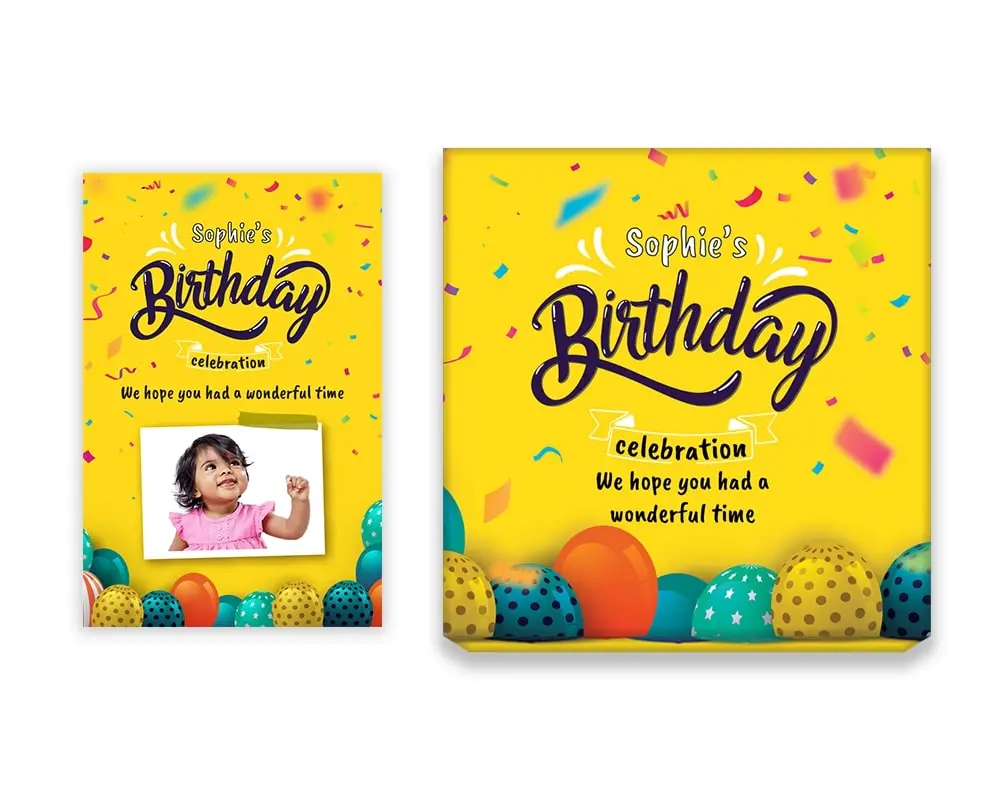 Sophie's
Birthday
celebration
We hope you had a wonderful time
Sophie's
Birthday
celebration
We hope you had a
wonderful time